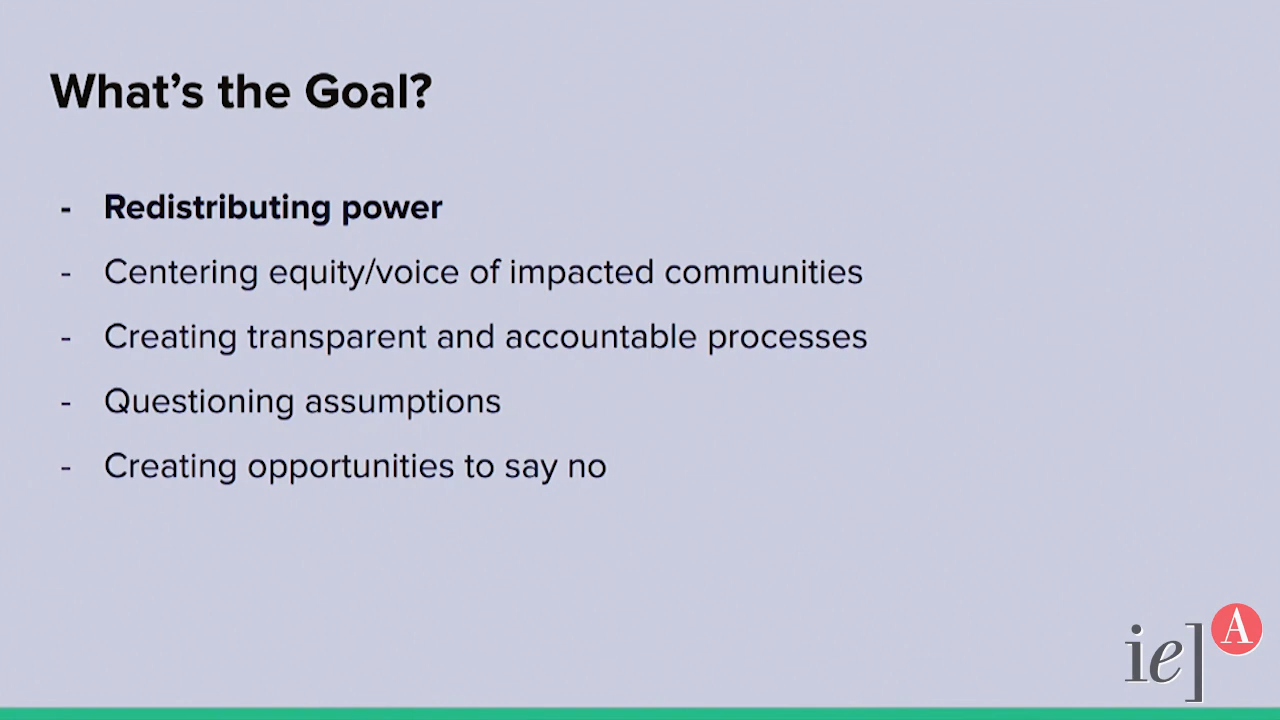 What's the Goal?
- Redistributing power
- Centering equity/voice of impacted communities
- Creating transparent and accountable processes
- Questioning assumptions
- Creating opportunities to say no
ie] A